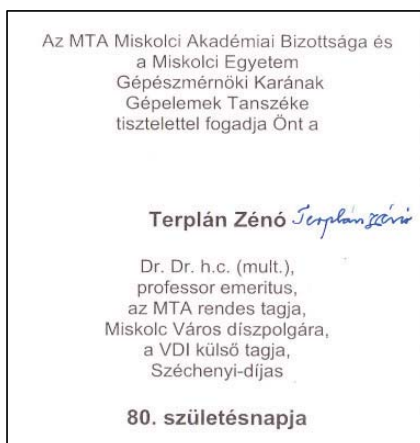 Az MTA Miskolci Akadémiai Bizottsága és
a Miskolci Egyetem
Gépészmérnöki Karának
Gépelemek Tanszéke
tisztelettel fogadja Önt a
Terplán Zénó Terplán Zénó
Dr. Dr. h.c. (mult.),
professor emeritus,
az MTA rendes tagja,
Miskolc Város díszpolgára,
a VDI külső tagja,
Széchenyi-díjas
80. születésnapja